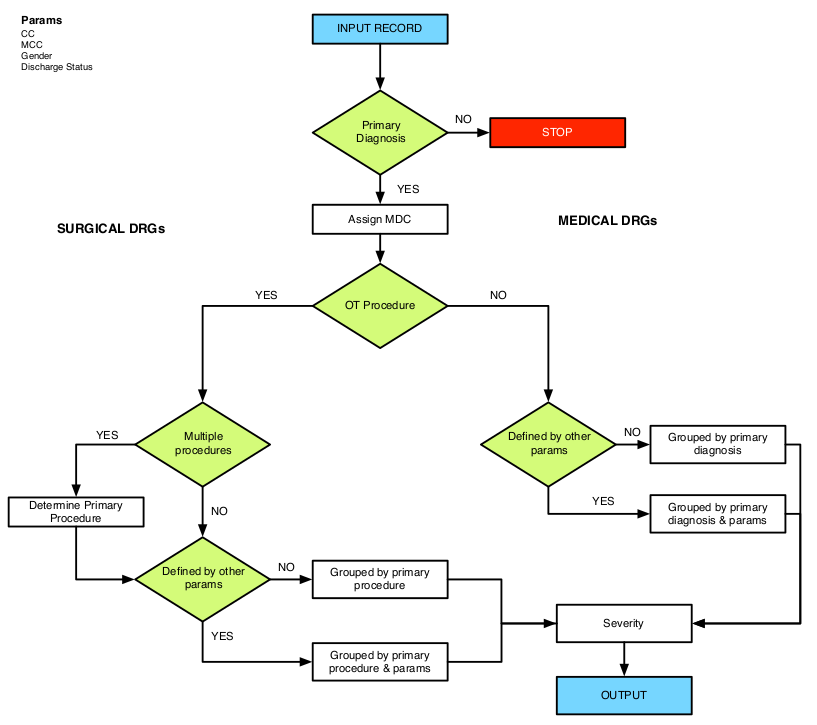 Params
CC
MCC
Gender
Discharge Status
INPUT RECORD
Primary
Diagnosis
NO
STOP
YES
Assign MDC
SURGICAL DRGs
MEDICAL DRGs
YES
OT Procedure
NO
YES
Multiple
procedures
Defined by other
params
NO
Grouped by primary
diagnosis
Determine Primary
Procedure
NO
YES
Grouped by primary
diagnosis & params
Defined by other
params
NO
Grouped by primary
procedure
YES
Grouped by primary
procedure & params
Severity
OUTPUT